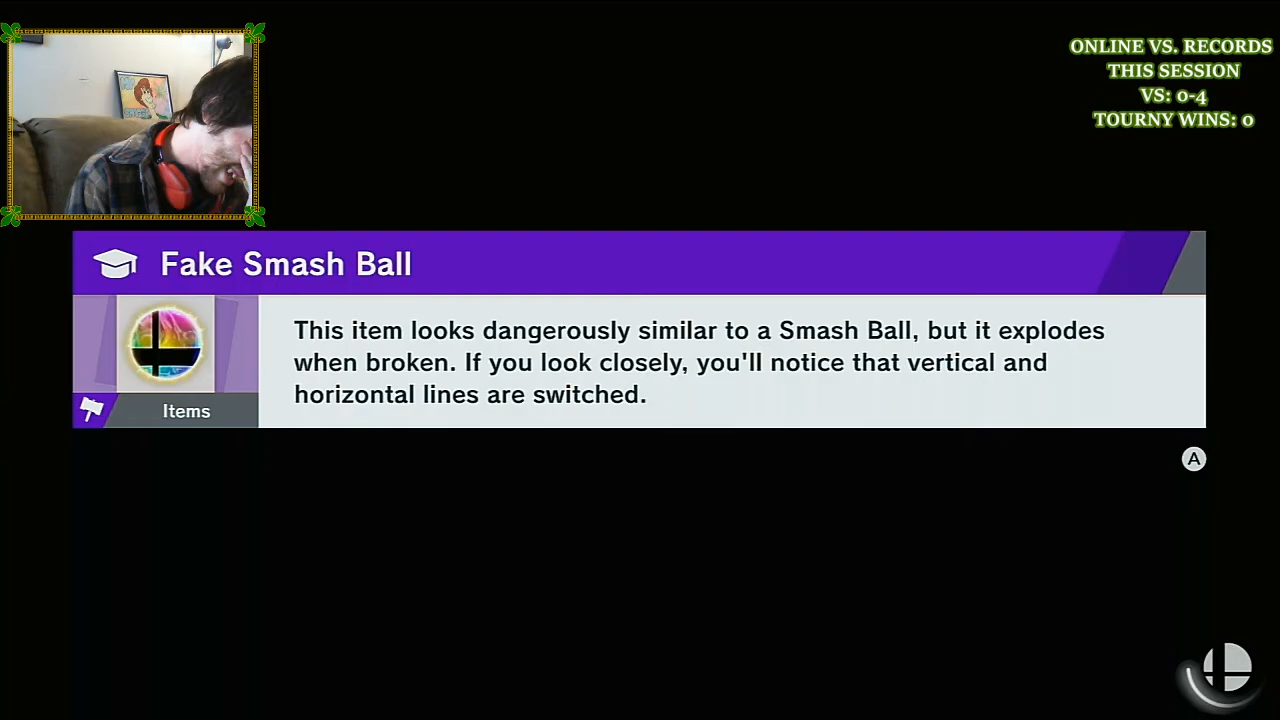 ONLINE VS. RECORDS
THIS SESSION
VS: 0-4
TOURNY WINS: 0
Fake Smash Ball
This item looks dangerously similar to a Smash Ball, but it explodes
when broken. If you look closely, you'll notice that vertical and
horizontal lines are switched.
Items
A